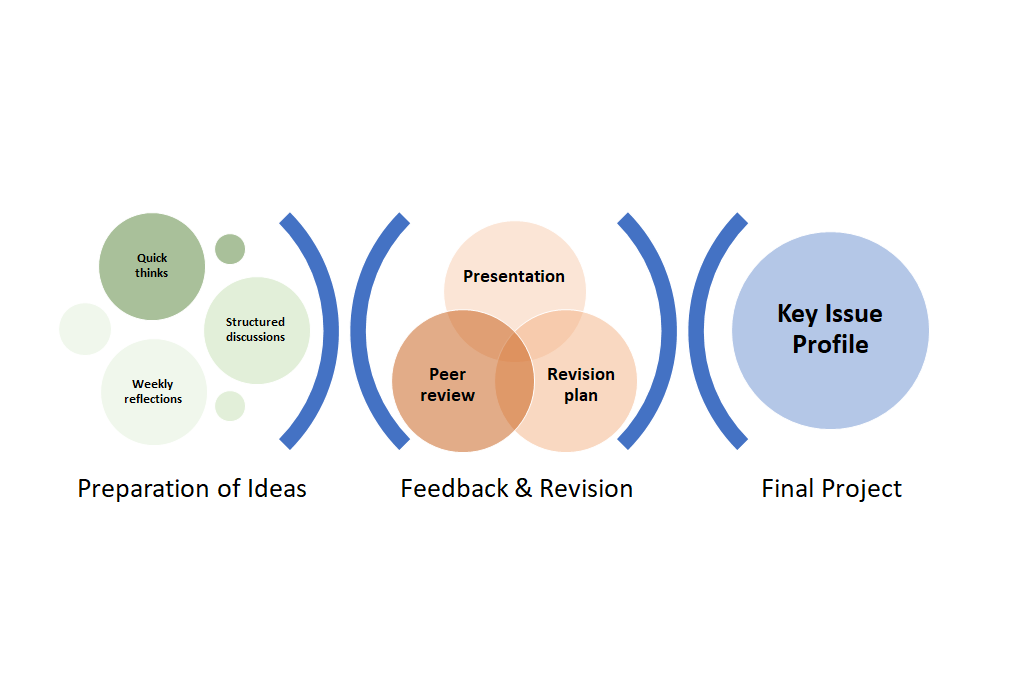 Quick
thinks
Structured
discussions
Weekly
reflections
Preparation of Ideas
Presentation
Peer
review
Revision
plan
Feedback & Revision
Key Issue
Profile
Final Project